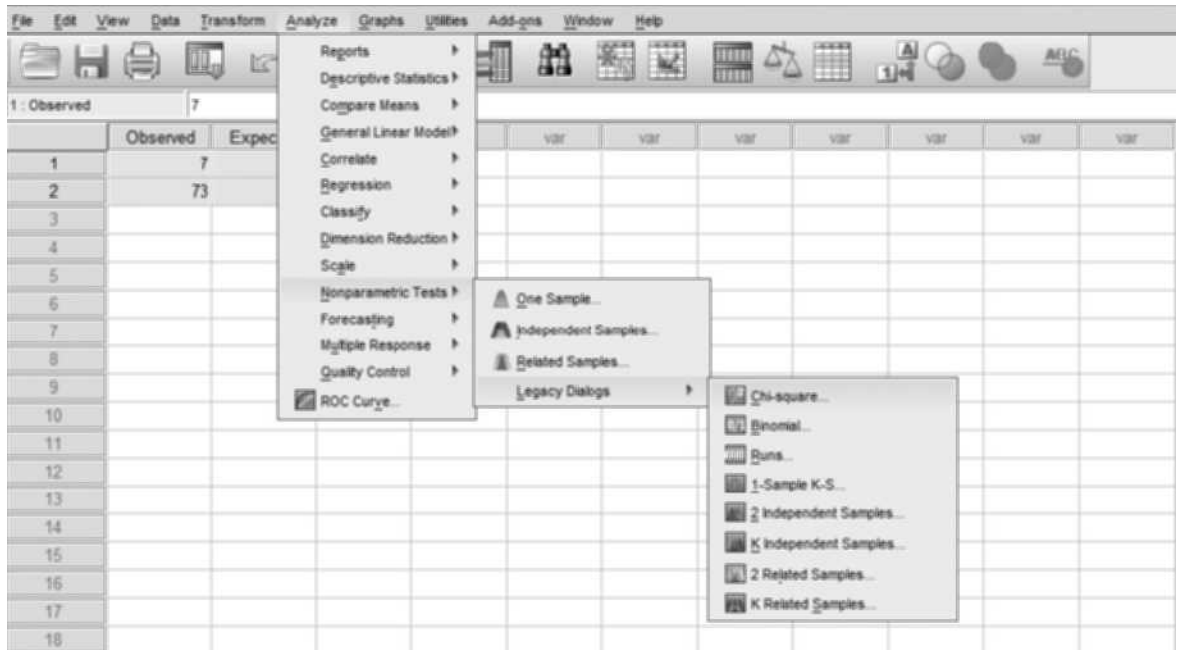 File Edit View Data Transform Analyze Graphs Utilities Add-ons Window Help
A
1
ABC
1 : Observed 7
Observed Expec var var var var var var var
1 7
2 73
3
4
5
6
7
8
9
10
11
12
13
14
15
16
17
18
Reports
Descriptive Statistics
Compare Means
General Linear Model
Correlate
Regression
Classify
Dimension Reduction
Scale
Nonparametric Tests
Forecasting
Multiple Response
Quality Control
ROC Curve...
One Sample...
Independent Samples...
Related Samples...
Legacy Dialogs
Chi-square...
Binomial...
Runs...
1-Sample K-S...
2 Independent Samples...
K Independent Samples...
2 Related Samples...
K Related Samples...